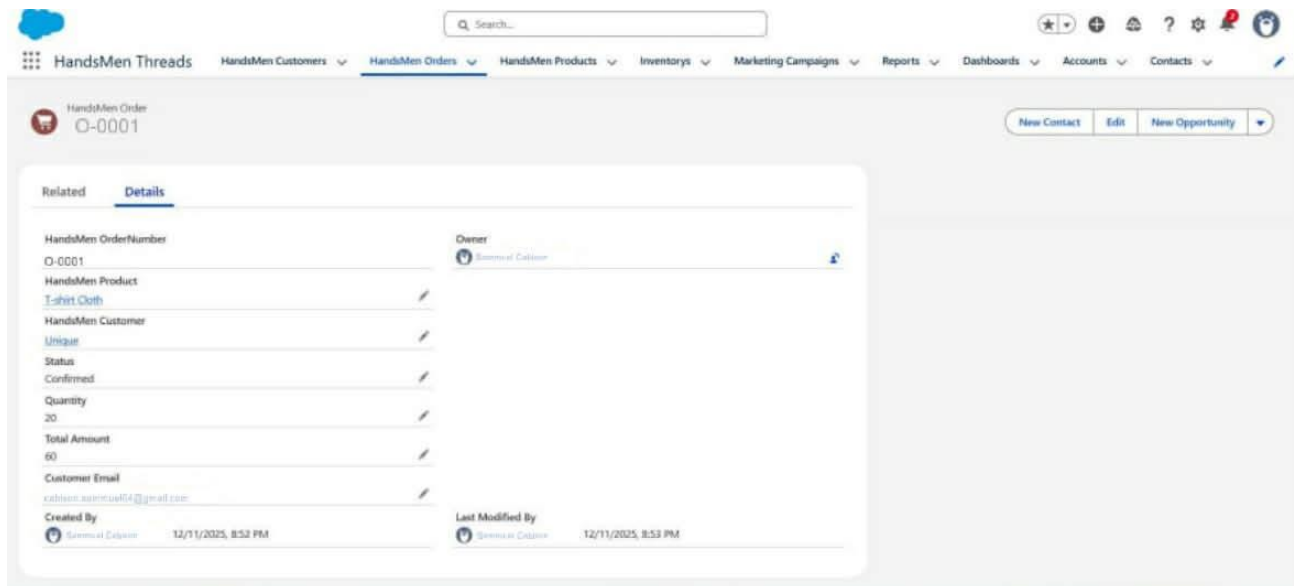 Search...
2
HandsMen Threads HandsMen Customers HandsMen Orders HandsMen Products Inventorys Marketing Campaigns Reports Dashboards Accounts Contacts
HandsMen Order
O-0001
New Contact Edit New Opportunity
Related Details
HandsMen OrderNumber
O-0001
Owner
HandsMen Product
T-shirt Cloth
HandsMen Customer
Unique
Status
Confirmed
Quantity
20
Total Amount
60
Customer Email
Created By
12/11/2025, 8:52 PM
Last Modified By
12/11/2025, 8:53 PM